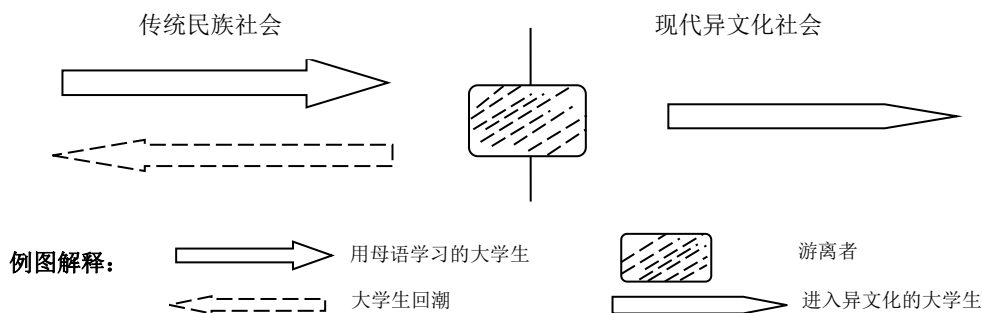 传统民族社会 现代异文化社会
例图解释： 用母语学习的大学生 游离者
大学生回潮 进入异文化的大学生